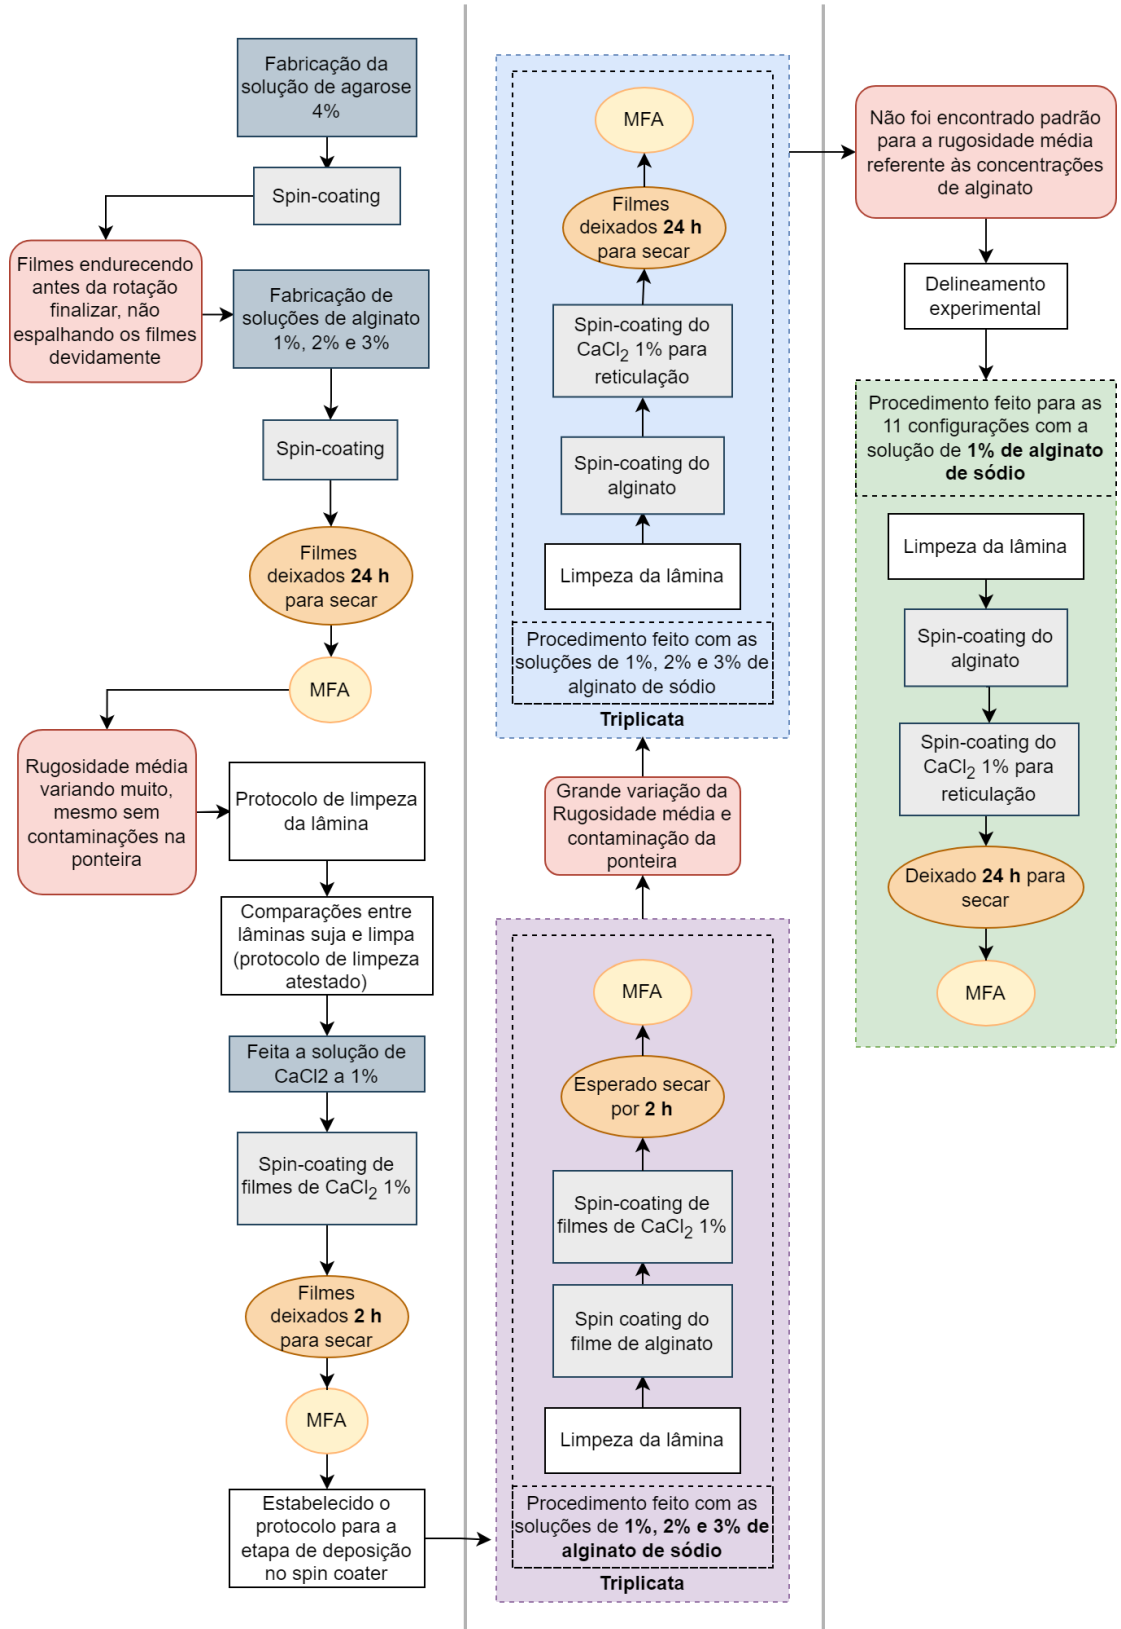 Fabricação da
solução de agarose
4%
Spin-coating
Filmes endurecendo
antes da rotação
finalizar, não
espalhando os filmes
devidamente
Fabricação de
soluções de alginato
1%, 2% e 3%
Spin-coating
Filmes
deixados 24 h
para secar
MFA
Rugosidade média
variando muito,
mesmo sem
contaminações na
ponteira
Protocolo de limpeza
da lâmina
Comparações entre
lâminas suja e limpa
(protocolo de limpeza
atestado)
Feita a solução de
CaCl2 a 1%
Spin-coating de
filmes de CaCl₂ 1%
Filmes
deixados 2 h
para secar
MFA
Estabelecido o
protocolo para a
etapa de deposição
no spin coater
MFA
Filmes
deixados 24 h
para secar
Spin-coating do
CaCl₂ 1% para
reticulação
Spin-coating do
alginato
Limpeza da lâmina
Procedimento feito com as
soluções de 1%, 2% e 3% de
alginato de sódio
Triplicata
Grande variação da
Rugosidade média e
contaminação da
ponteira
MFA
Esperado secar
por 2 h
Spin-coating de
filmes de CaCl₂ 1%
Spin coating do
filme de alginato
Limpeza da lâmina
Procedimento feito com as
soluções de 1%, 2% e 3% de
alginato de sódio
Triplicata
Não foi encontrado padrão
para a rugosidade média
referente às concentrações
de alginato
Delineamento
experimental
Procedimento feito para as
11 configurações com a
solução de 1% de alginato
de sódio
Limpeza da lâmina
Spin-coating do
alginato
Spin-coating do
CaCl₂ 1% para
reticulação
Deixado 24 h para
secar
MFA